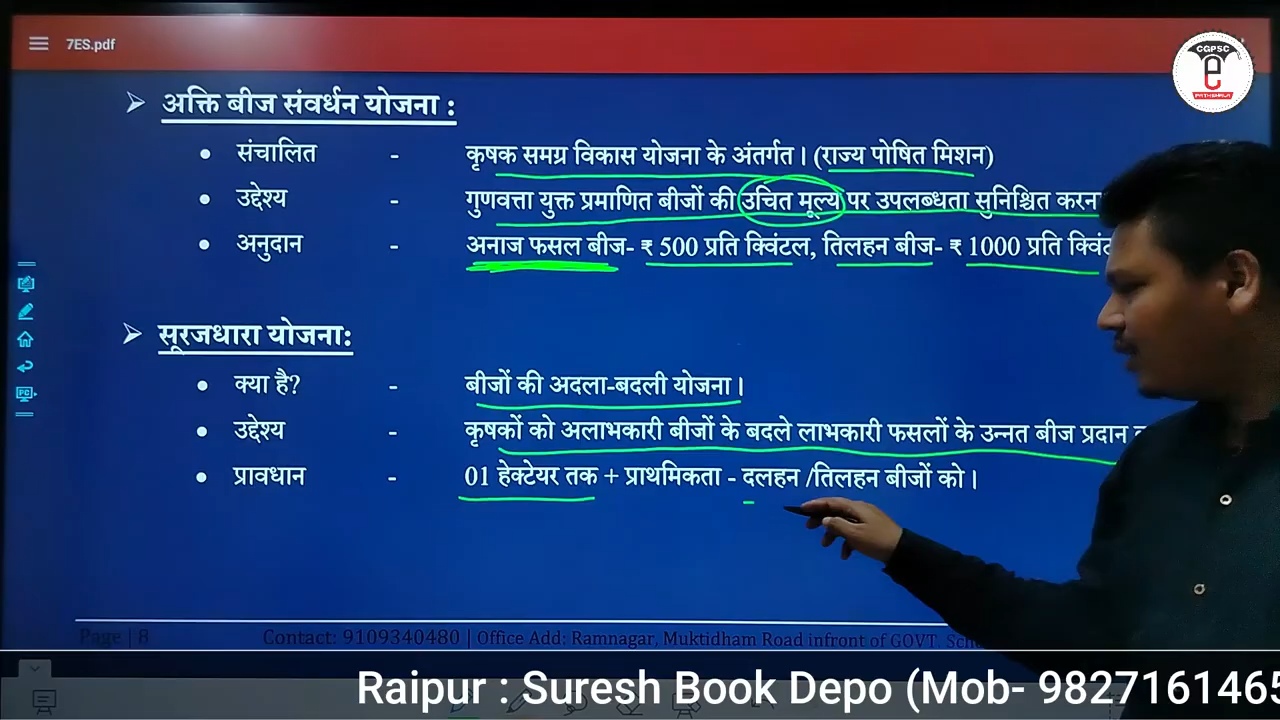 7ES.pdf
CGPSC
PATHSHALA
अक्ति बीज संवर्धन योजना :
• संचालित - कृषक समग्र विकास योजना के अंतर्गत। (राज्य पोषित मिशन)
• उद्देश्य - गुणवत्ता युक्त प्रमाणित बीजों की उचित मूल्य पर उपलब्धता सुनिश्चित करना
• अनुदान - अनाज फसल बीज- ₹ 500 प्रति क्विंटल, तिलहन बीज- ₹ 1000 प्रति
सूरजधारा योजना:
• क्या है? - बीजों की अदला-बदली योजना।
• उद्देश्य - कृषकों को अलाभकारी बीजों के बदले लाभकारी फसलों के उन्नत बीज प्रदान
• प्रावधान - 01 हेक्टेयर तक + प्राथमिकता - दलहन /तिलहन बीजों को।
Page | 8 Contact: 9109340480 | Office Add: Ramnagar, Muktidham Road infront of GOVT.
Raipur : Suresh Book Depo (Mob- 9827161465